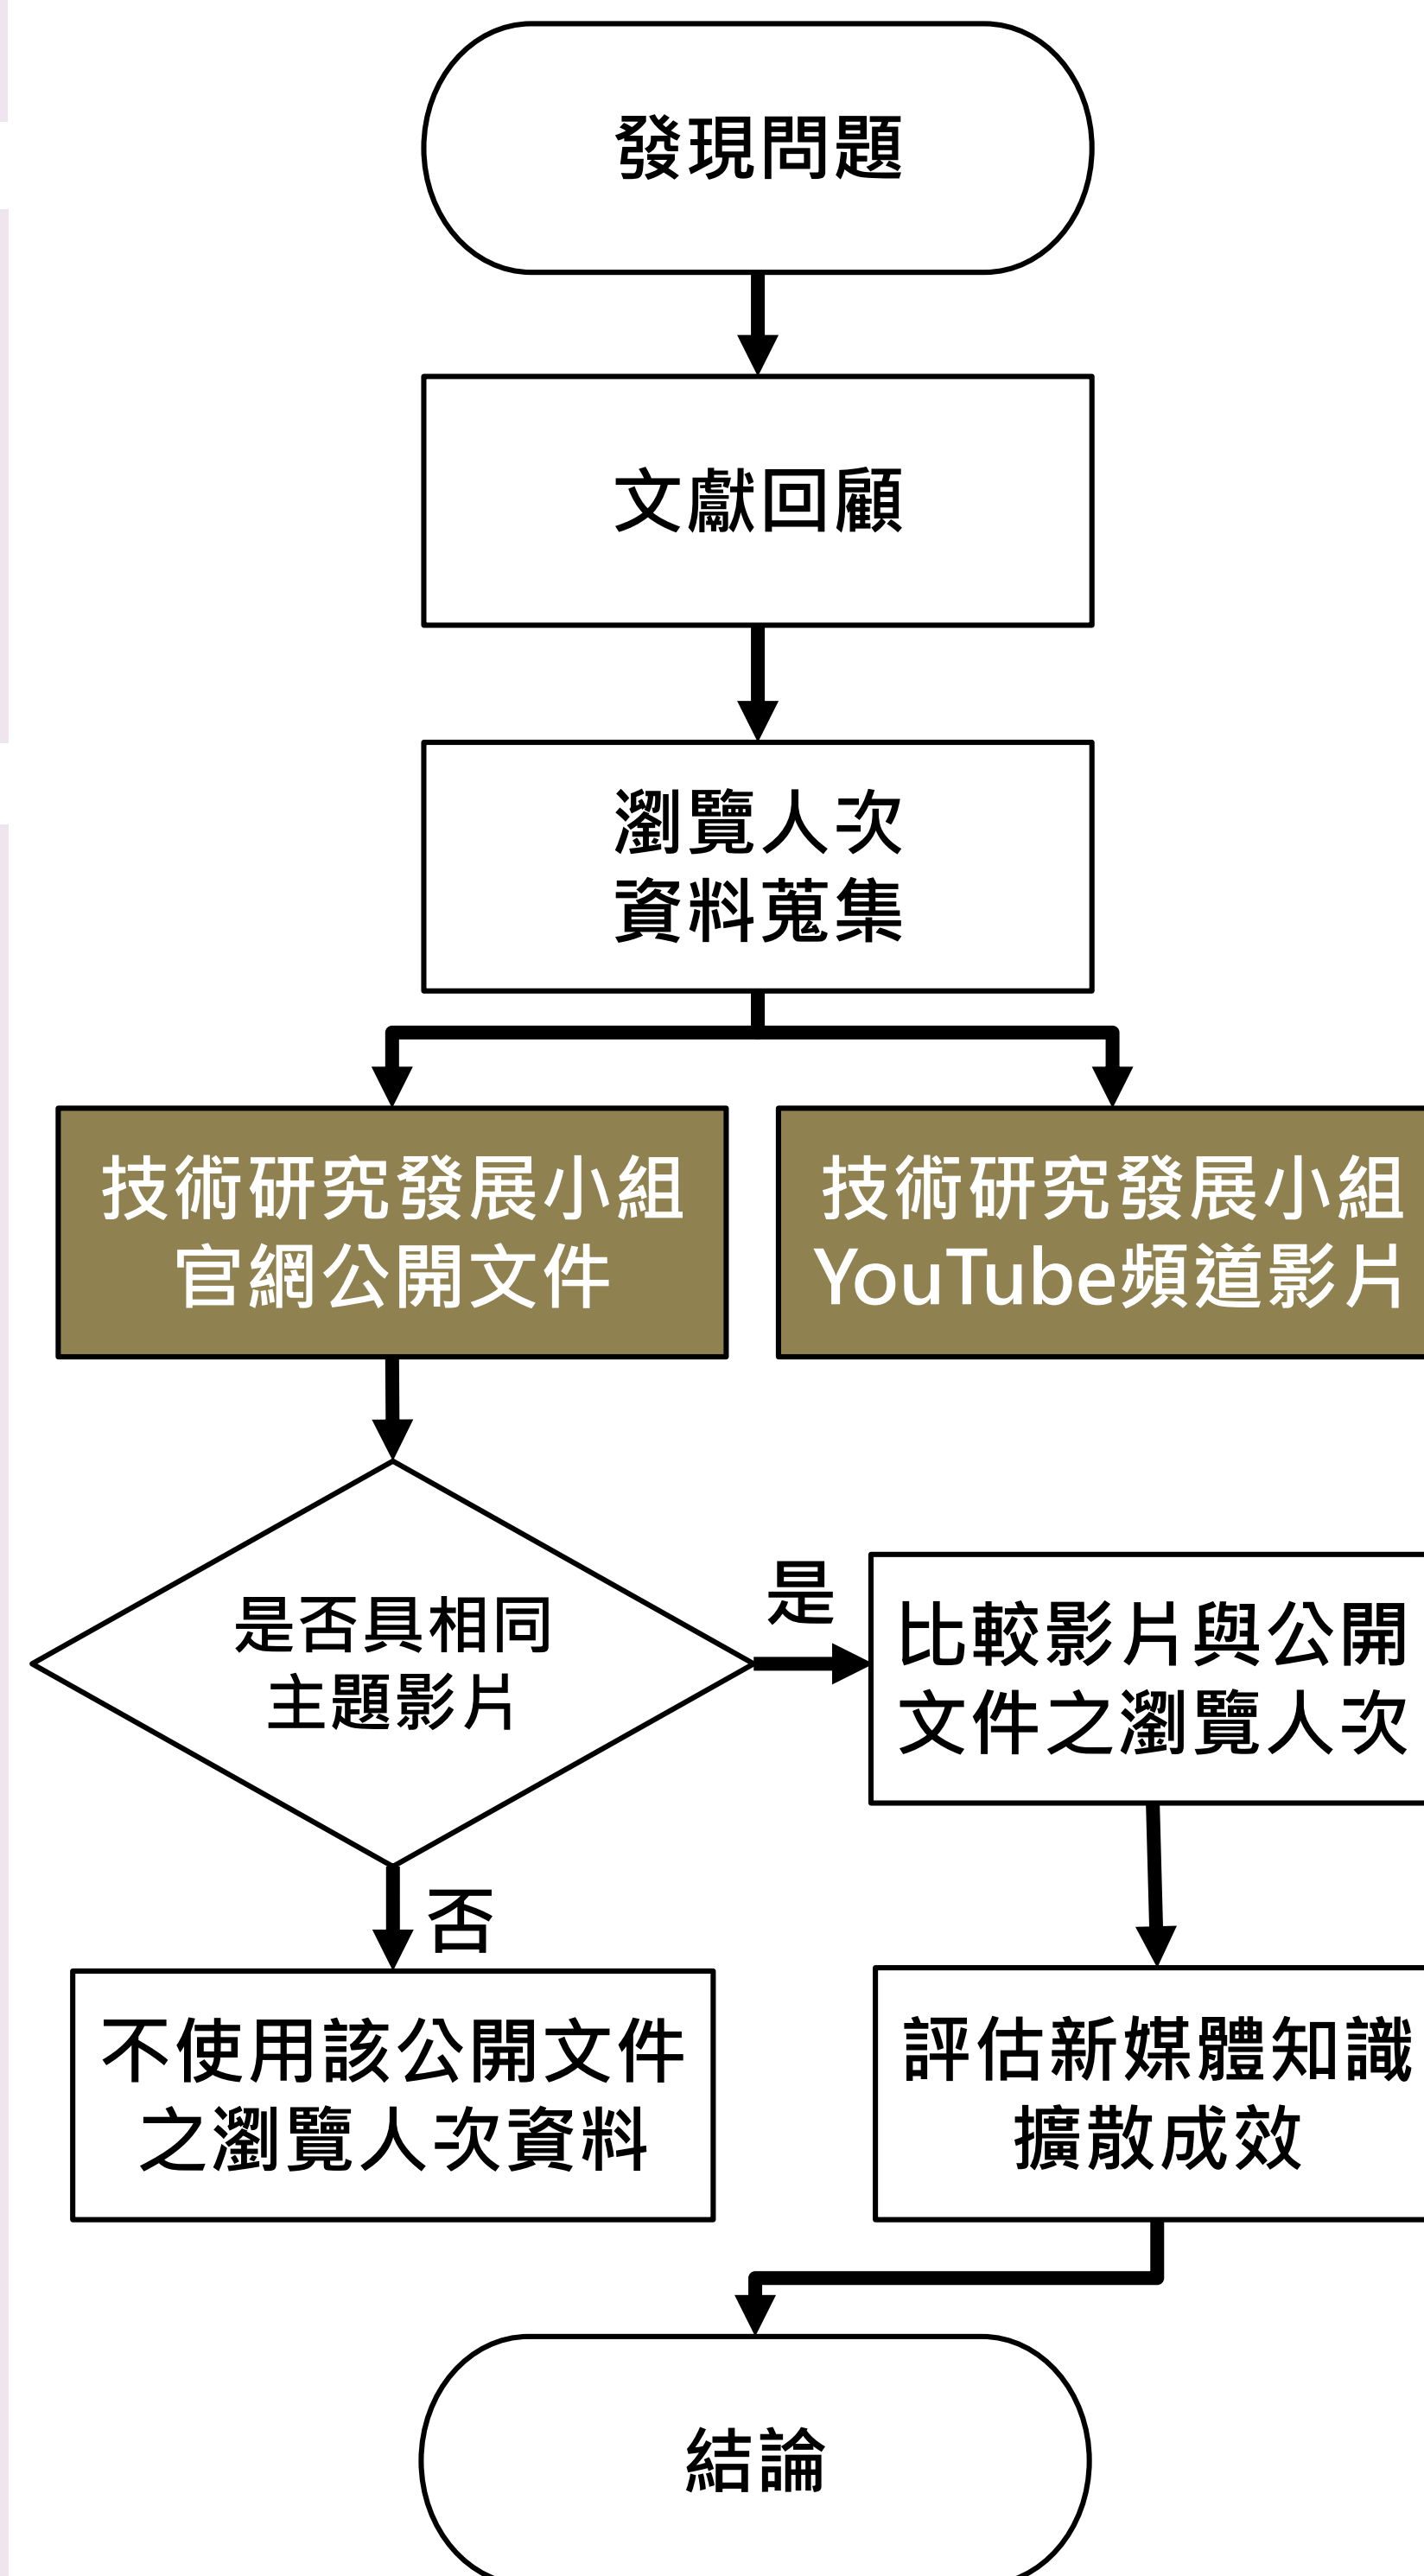 發現問題
文獻回顧
瀏覽人次
資料蒐集
技術研究發展小組
官網公開文件
技術研究發展小組
YouTube頻道影片
是否具相同
主題影片
是
比較影片與公開
文件之瀏覽人次
否
不使用該公開文件
之瀏覽人次資料
評估新媒體知識
擴散成效
結論